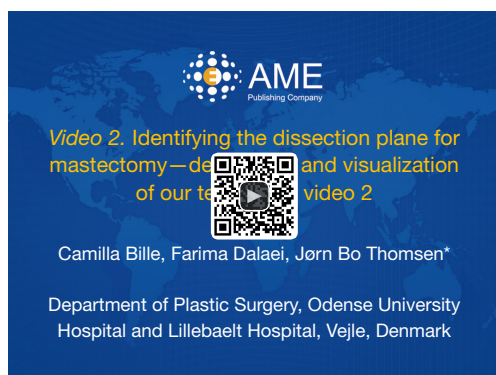 E AME
Publishing Company
Video 2. Identifying the dissection plane for
mastectomy—de and visualization
of our te video 2
Camilla Bille, Farima Dalaei, Jørn Bo Thomsen*
Department of Plastic Surgery, Odense University
Hospital and Lillebaelt Hospital, Vejle, Denmark